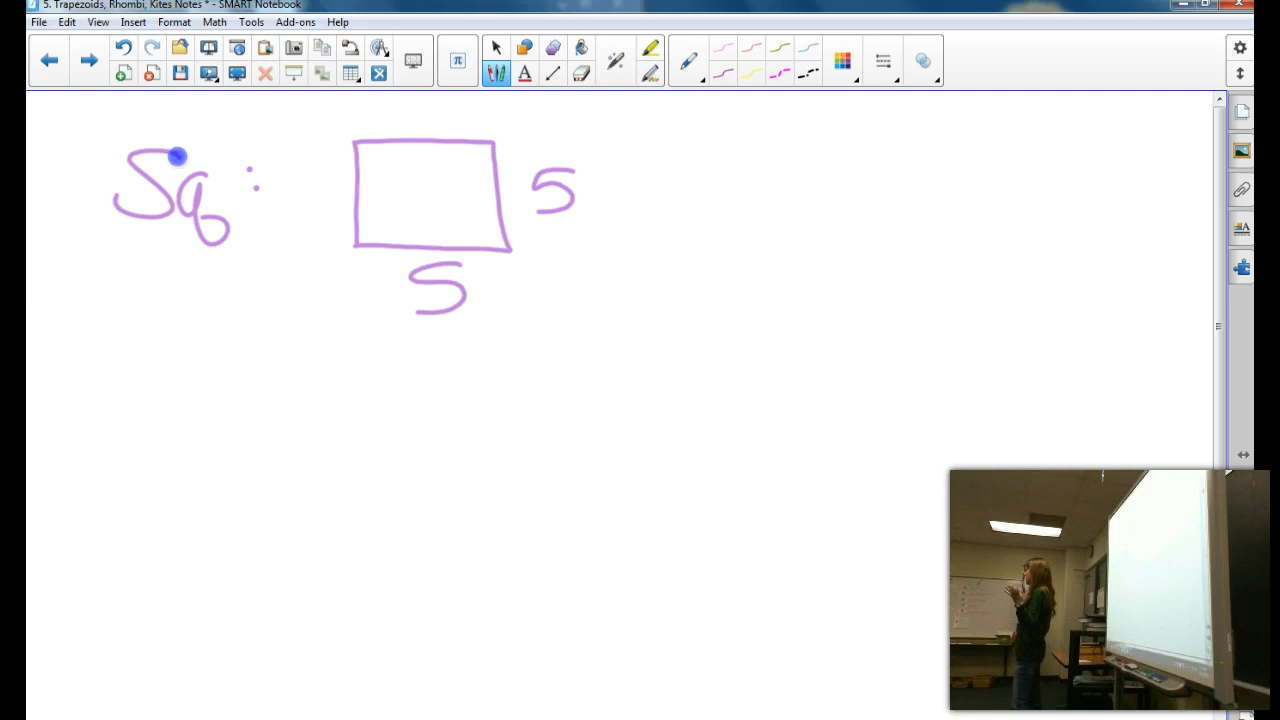 5. Trapezoids, Rhombi, Kites Notes * - SMART Notebook
File Edit View Insert Format Math Tools Add-ons Help
Sq :
5
5